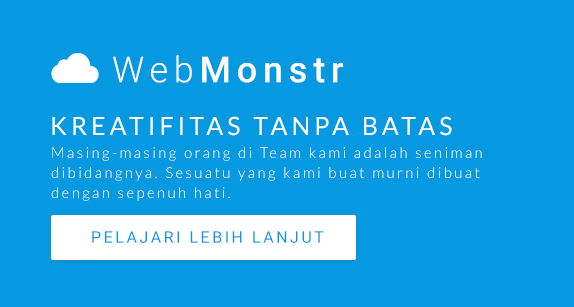 WebMonstr
KREATIFITAS TANPA BATAS
Masing-masing orang di Team kami adalah seniman
dibidangnya. Sesuatu yang kami buat murni dibuat
dengan sepenuh hati.
PELAJARI LEBIH LANJUT